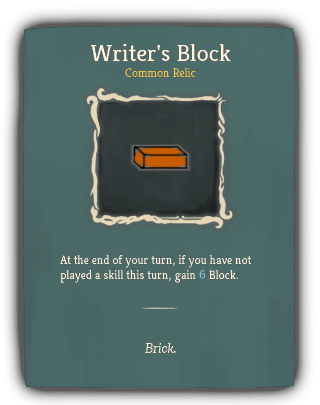 Writer's Block
Common Relic
At the end of your turn, if you have not
played a skill this turn, gain 6 Block.
Brick.